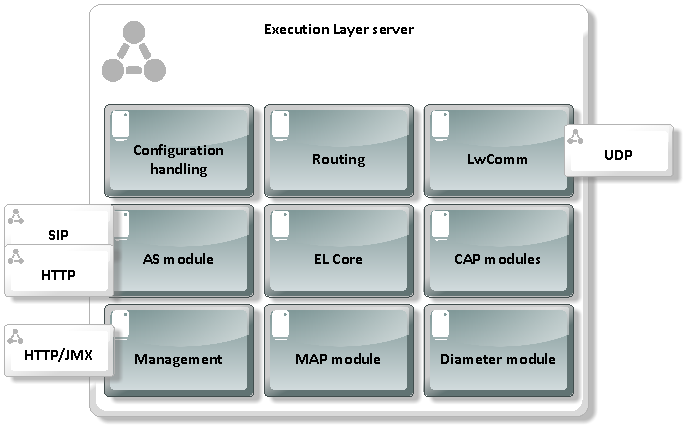 Execution Layer server
Configuration
handling
Routing
LwComm
UDP
SIP
HTTP
AS module
EL Core
CAP modules
HTTP/JMX
Management
MAP module
Diameter module